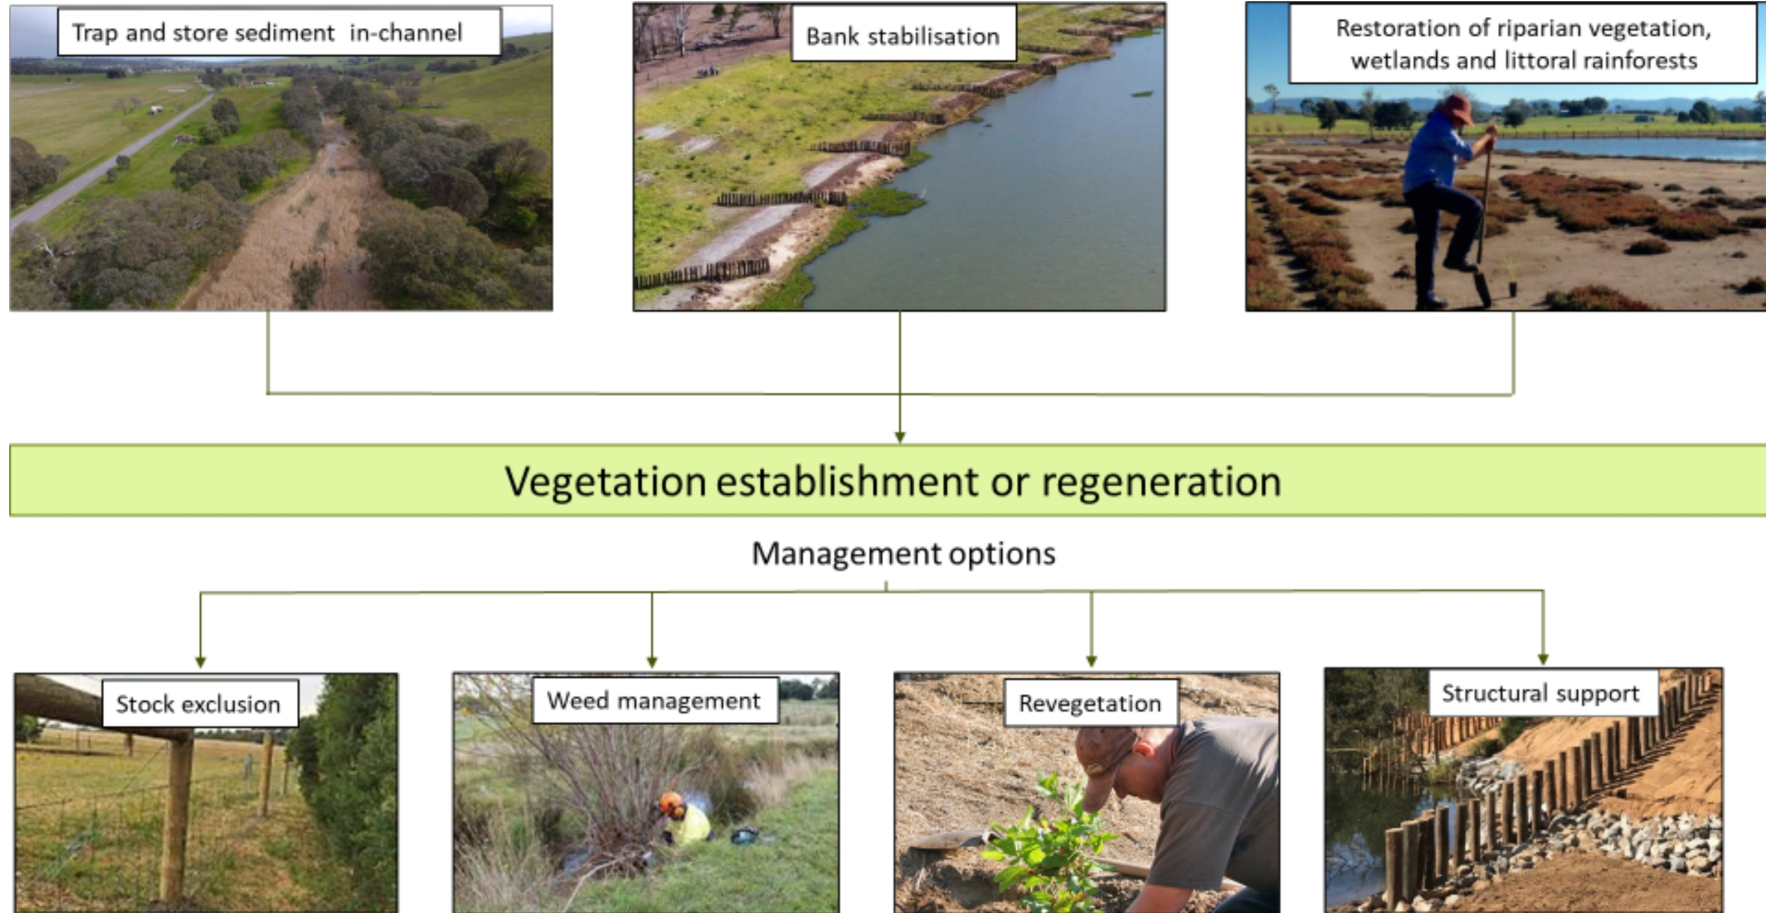 Trap and store sediment in-channel
Bank stabilisation
Restoration of riparian vegetation,
wetlands and littoral rainforests
Vegetation establishment or regeneration
Management options
Stock exclusion
Weed management
Revegetation
Structural support